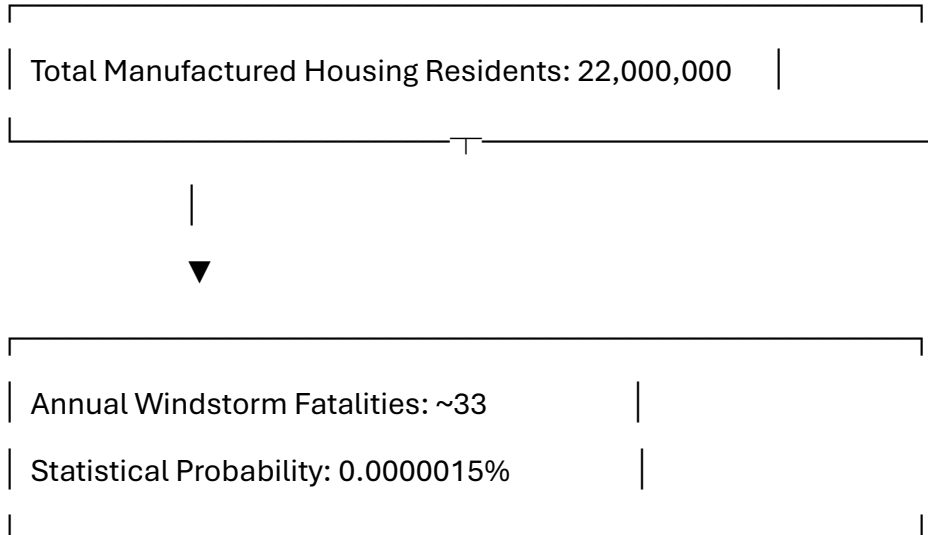 Total Manufactured Housing Residents: 22,000,000
Annual Windstorm Fatalities: ~33
Statistical Probability: 0.0000015%